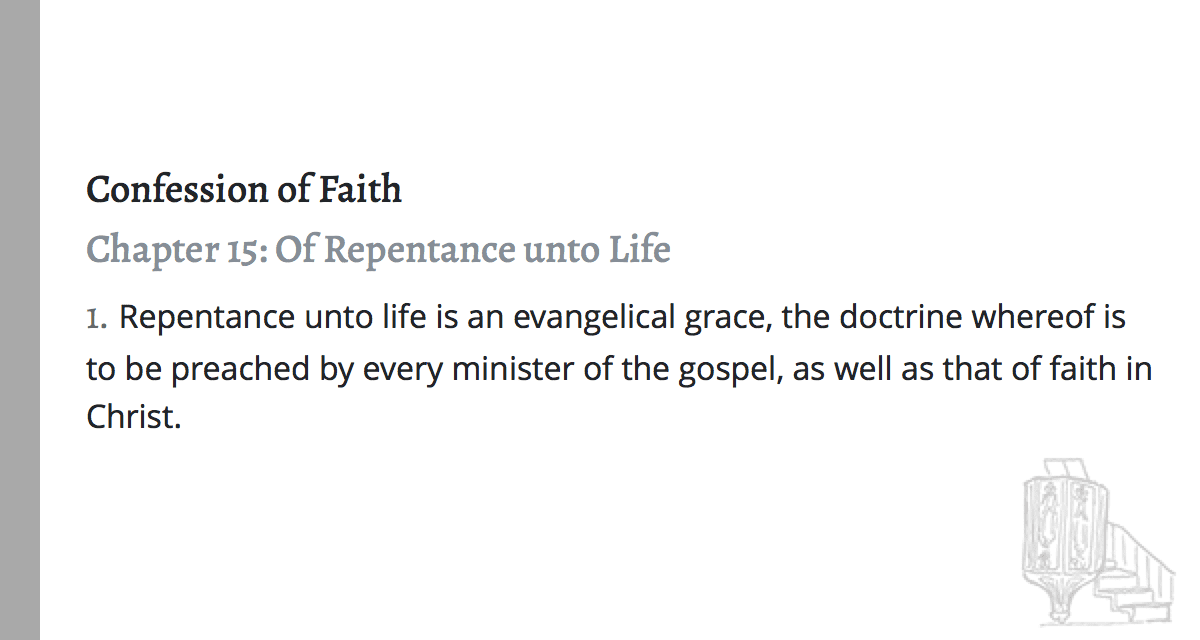 Confession of Faith
Chapter 15: Of Repentance unto Life
1. Repentance unto life is an evangelical grace, the doctrine whereof is
to be preached by every minister of the gospel, as well as that of faith in
Christ.